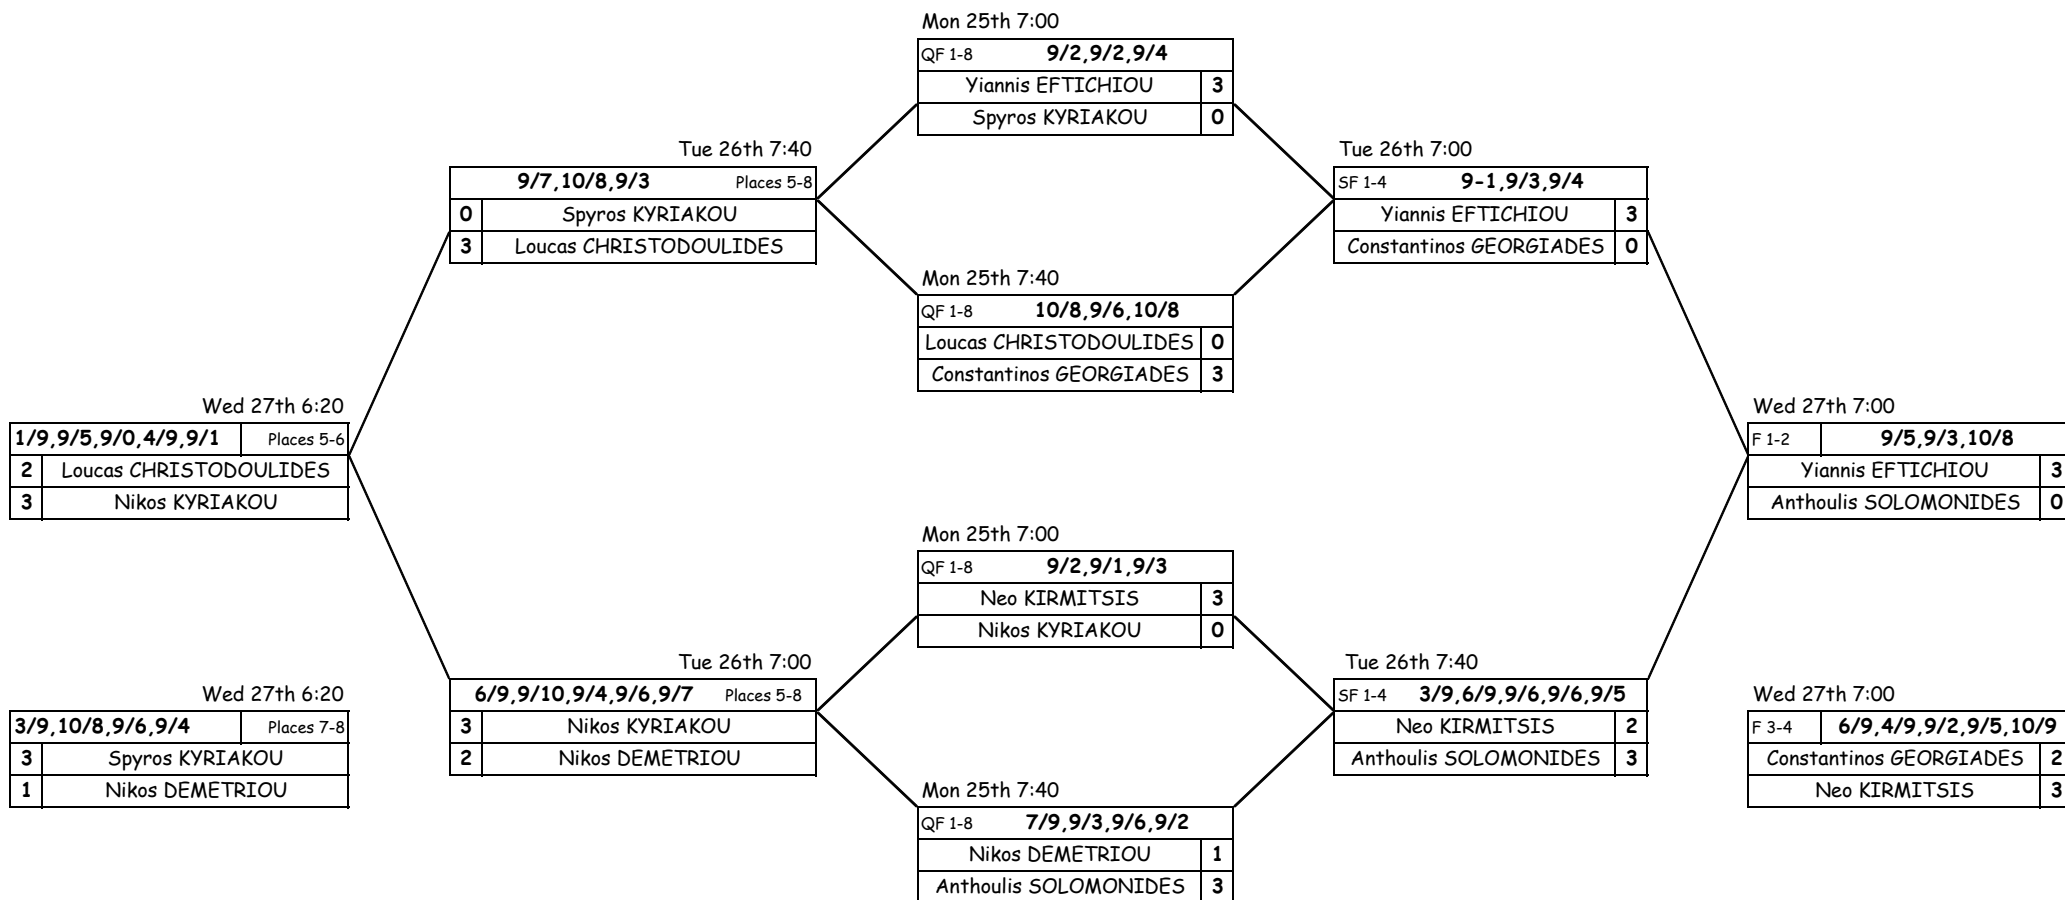 Mon 25th 7:00
QF 1-8 9/2,9/2,9/4
Yiannis EFTICHIOU 3
Spyros KYRIAKOU 0
Tue 26th 7:40
9/7,10/8,9/3 Places 5-8
0 Spyros KYRIAKOU
3 Loucas CHRISTODOULIDES
Tue 26th 7:00
SF 1-4 9-1,9/3,9/4
Yiannis EFTICHIOU 3
Constantinos GEORGIADES 0
Mon 25th 7:40
QF 1-8 10/8,9/6,10/8
Loucas CHRISTODOULIDES 0
Constantinos GEORGIADES 3
Wed 27th 6:20
1/9,9/5,9/0,4/9,9/1 Places 5-6
2 Loucas CHRISTODOULIDES
3 Nikos KYRIAKOU
Wed 27th 7:00
F 1-2 9/5,9/3,10/8
Yiannis EFTICHIOU 3
Anthoulis SOLOMONIDES 0
Mon 25th 7:00
QF 1-8 9/2,9/1,9/3
Neo KIRMITSIS 3
Nikos KYRIAKOU 0
Tue 26th 7:00
6/9,9/10,9/4,9/6,9/7 Places 5-8
3 Nikos KYRIAKOU
2 Nikos DEMETRIOU
Tue 26th 7:40
SF 1-4 3/9,6/9,9/6,9/6,9/5
Neo KIRMITSIS 2
Anthoulis SOLOMONIDES 3
Wed 27th 6:20
3/9,10/8,9/6,9/4 Places 7-8
3 Spyros KYRIAKOU
1 Nikos DEMETRIOU
Wed 27th 7:00
F 3-4 6/9,4/9,9/2,9/5,10/9
Constantinos GEORGIADES 2
Neo KIRMITSIS 3
Mon 25th 7:40
QF 1-8 7/9,9/3,9/6,9/2
Nikos DEMETRIOU 1
Anthoulis SOLOMONIDES 3